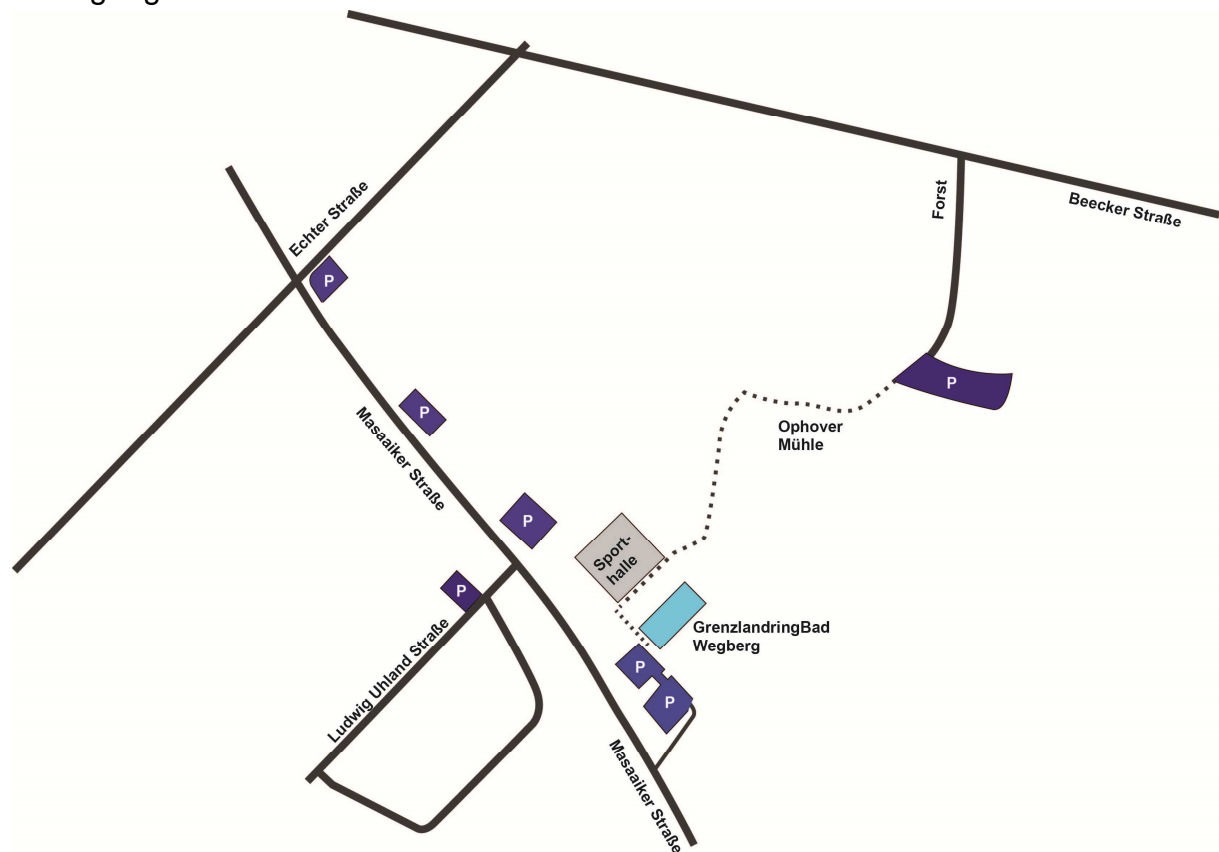 Echter Straße
Forst
Beecker Straße
P
P
P
Masaaiker Straße
Ophover
Mühle
P
Sport-
halle
P
Ludwig Uhland Straße
GrenzlandringBad
Wegberg
P
P
Masaaiker Straße